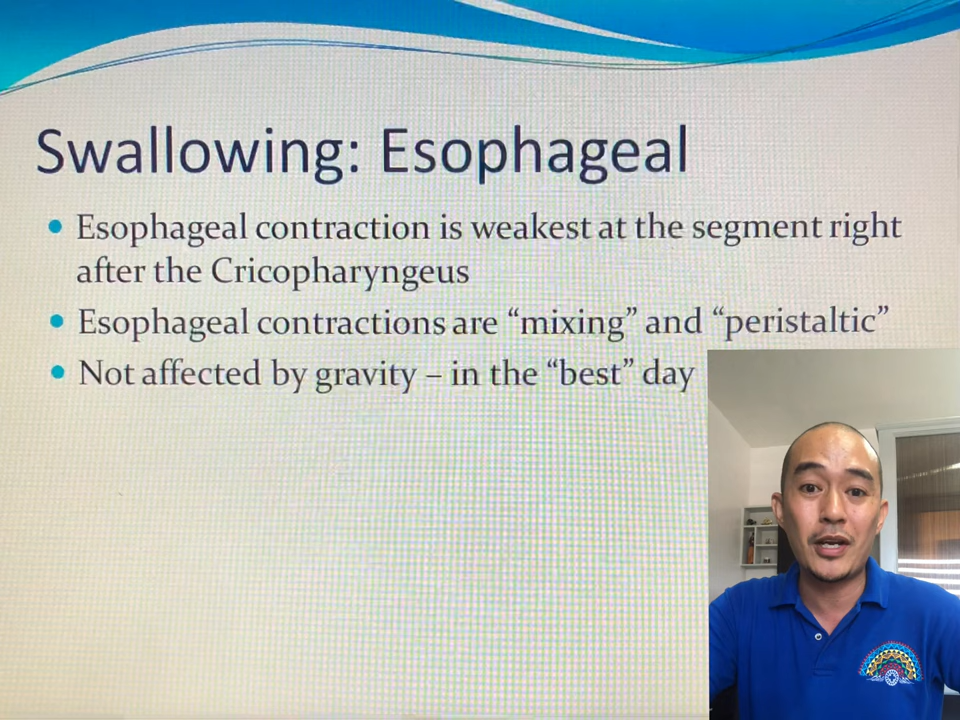 Swallowing: Esophageal
• Esophageal contraction is weakest at the segment right
after the Cricopharyngeus
• Esophageal contractions are “mixing” and “peristaltic”
• Not affected by gravity – in the “best” day